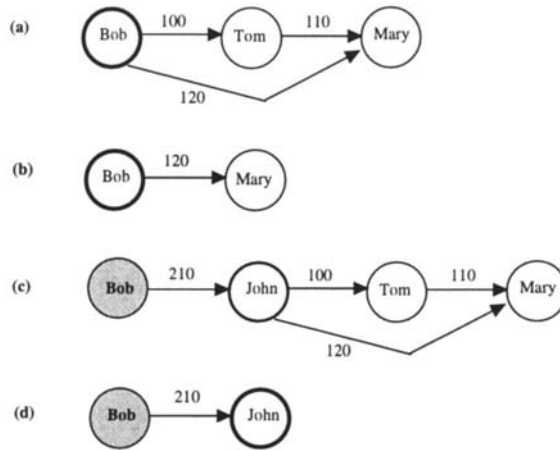 (a) Bob 100 Tom 110 Mary
120
(b) Bob 120 Mary
(c) Bob 210 John 100 Tom 110 Mary
120
(d) Bob 210 John